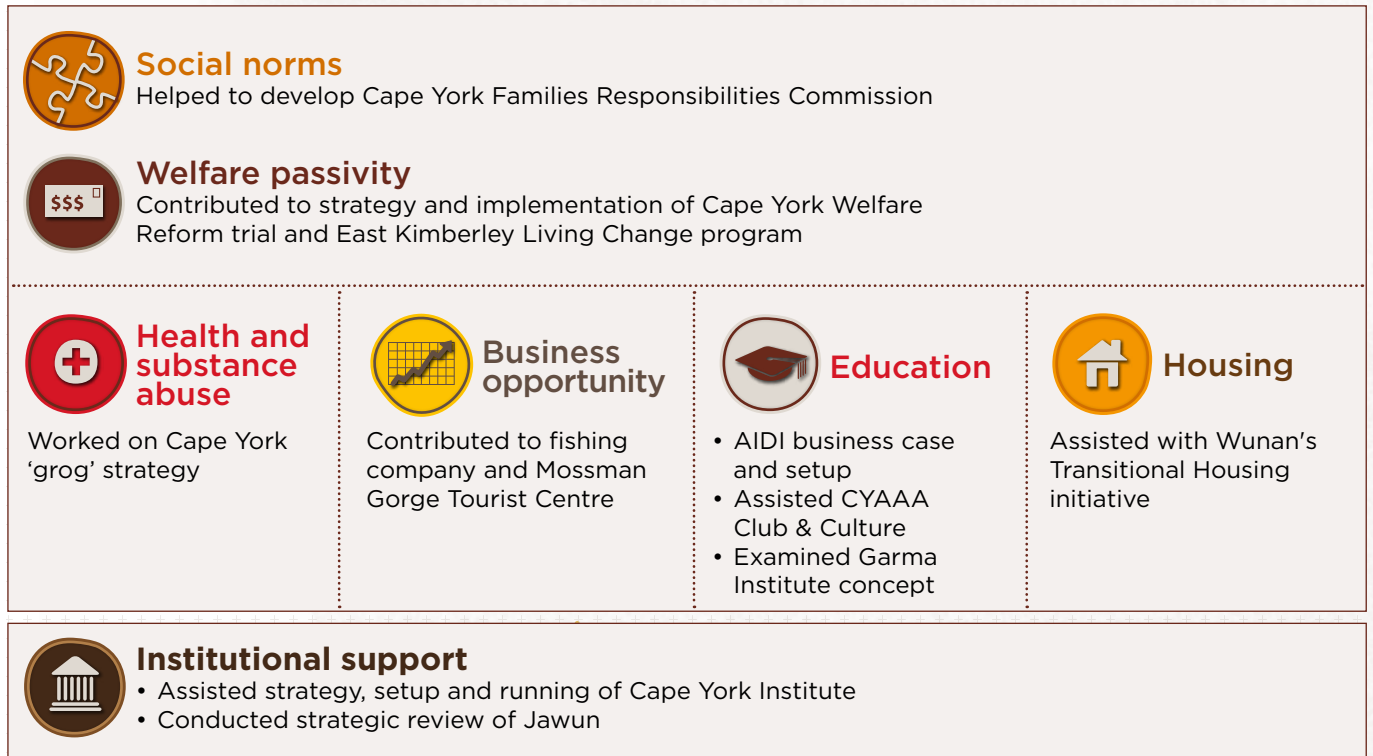 Social norms
Helped to develop Cape York Families Responsibilities Commission
$$$
Welfare passivity
Contributed to strategy and implementation of Cape York Welfare
Reform trial and East Kimberley Living Change program
Health and
substance
abuse
Worked on Cape York
‘grog’ strategy
Business
opportunity
Contributed to fishing
company and Mossman
Gorge Tourist Centre
Education
• AIDI business case
and setup
• Assisted CYAAA
Club & Culture
• Examined Garma
Institute concept
Housing
Assisted with Wunan's
Transitional Housing
initiative
Institutional support
• Assisted strategy, setup and running of Cape York Institute
• Conducted strategic review of Jawun